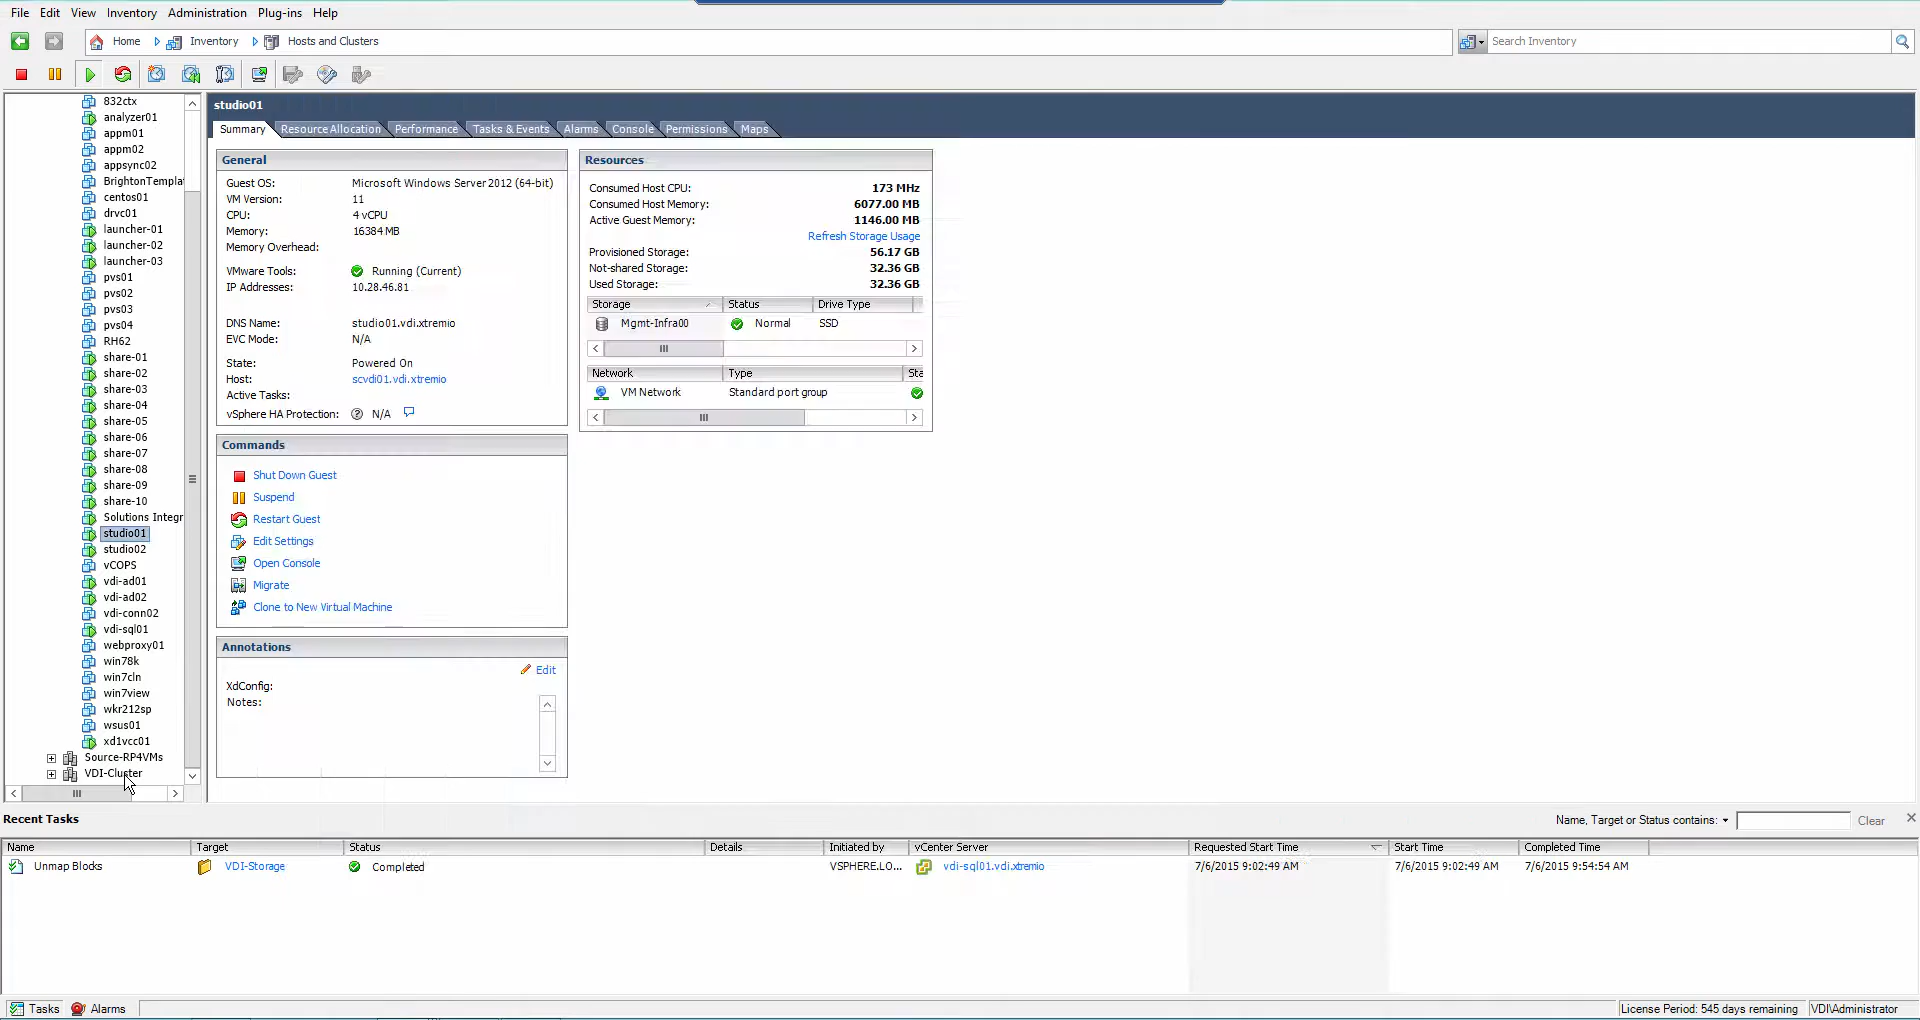 File Edit View Inventory Administration Plug-ins Help
Home Inventory Hosts and Clusters
Search Inventory
832ctx
analyzer01
appm01
appm02
appsync02
BrightonTempla
centos01
drvc01
launcher-01
launcher-02
launcher-03
pvs01
pvs02
pvs03
pvs04
RH62
share-01
share-02
share-03
share-04
share-05
share-06
share-07
share-08
share-09
share-10
Solutions Integr
studio01
studio02
vCOPS
vdi-ad01
vdi-ad02
vdi-conn02
vdi-sql01
webproxy01
win78k
win7cln
win7view
wkr212sp
wsus01
xd1vcc01
Source-RP4VMs
VDI-Cluster
studio01
Summary Resource Allocation Performance Tasks & Events Alarms Console Permissions Maps
General
Guest OS: Microsoft Windows Server 2012 (64-bit)
VM Version: 11
CPU: 4 vCPU
Memory: 16384 MB
Memory Overhead:
VMware Tools: Running (Current)
IP Addresses: 10.28.46.81
DNS Name: studio01.vdi.xtremio
EVC Mode: N/A
State: Powered On
Host: scvdi01.vdi.xtremio
Active Tasks:
vSphere HA Protection: N/A
Commands
Shut Down Guest
Suspend
Restart Guest
Edit Settings
Open Console
Migrate
Clone to New Virtual Machine
Annotations
Edit
XdConfig:
Notes:
Resources
Consumed Host CPU: 173 MHz
Consumed Host Memory: 6077.00 MB
Active Guest Memory: 1146.00 MB
Refresh Storage Usage
Provisioned Storage: 56.17 GB
Not-shared Storage: 32.36 GB
Used Storage: 32.36 GB
Storage Status Drive Type
Mgmt-Infra00 Normal SSD
Network Type Sta
VM Network Standard port group
Recent Tasks
Name, Target or Status contains: Clear
Name Target Status Details Initiated by vCenter Server Requested Start Time Start Time Completed Time
Unmap Blocks VDI-Storage Completed VSPHERE.LO... vdi-sql01.vdi.xtremio 7/6/2015 9:02:49 AM 7/6/2015 9:02:49 AM 7/6/2015 9:54:54 AM
Tasks Alarms
License Period: 545 days remaining VDI\Administrator